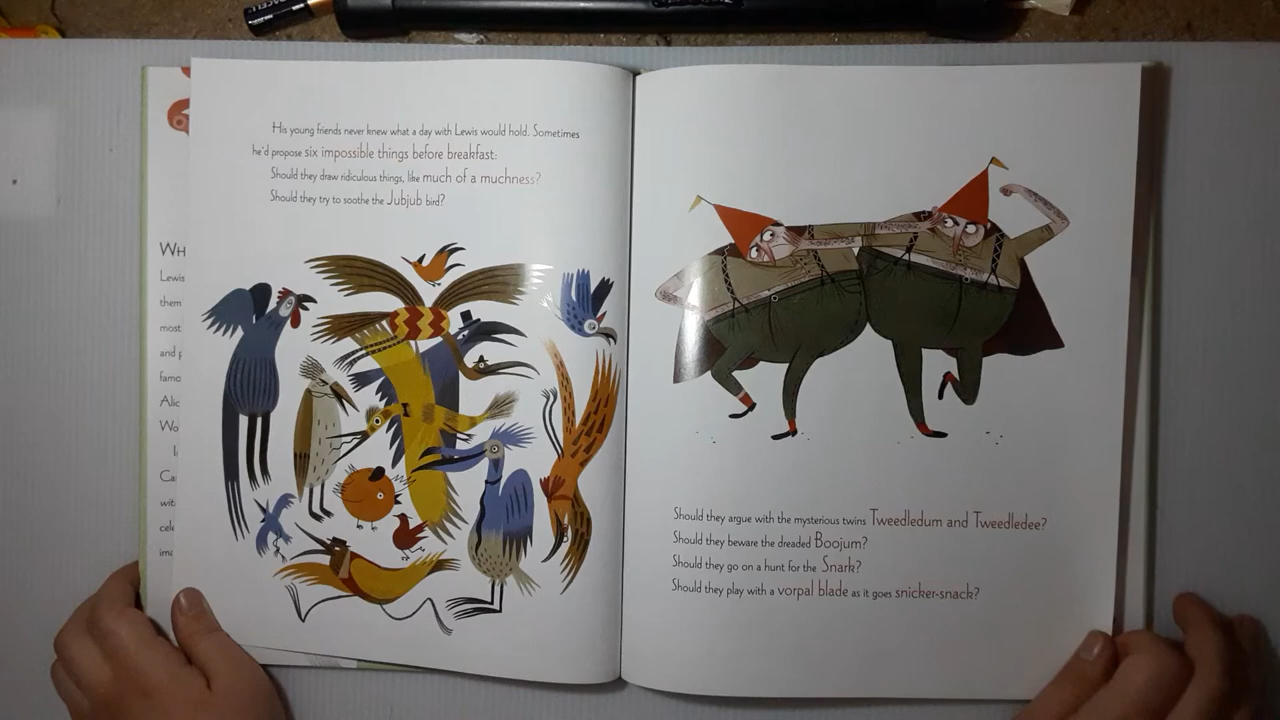 His young friends never knew what a day with Lewis would hold. Sometimes
he'd propose six impossible things before breakfast:
Should they draw ridiculous things, like much of a muchness?
Should they try to soothe the Jubjub bird?
WH
Lewis
them
most
and
famo
Alic
Wo
Ca
wit
cele
ima
Should they argue with the mysterious twins Tweedledum and Tweedledee?
Should they beware the dreaded Boojum?
Should they go on a hunt for the Snark?
Should they play with a vorpal blade as it goes snicker-snack?